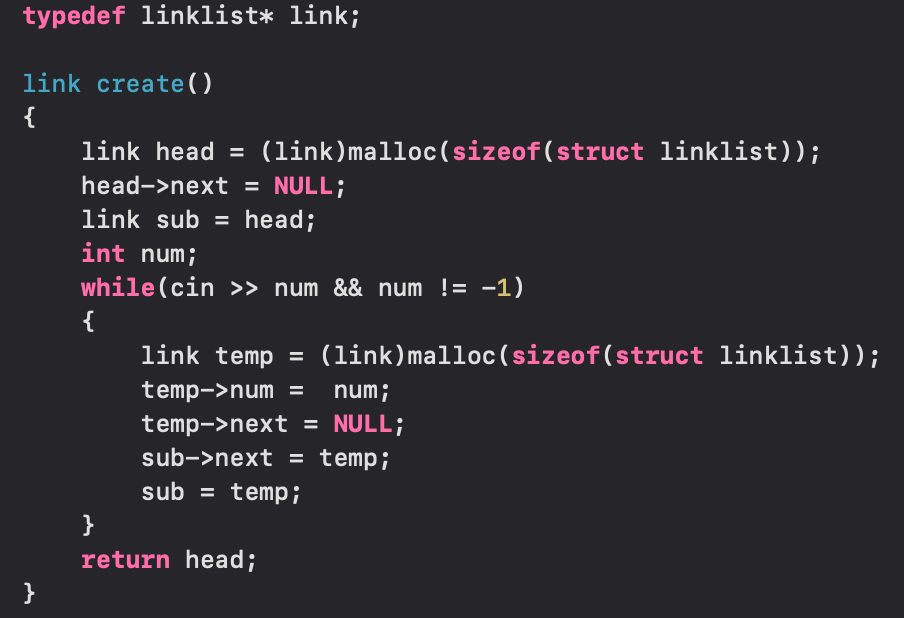 typedef linklist* link;
link create()
{
link head = (link)malloc(sizeof(struct linklist));
head->next = NULL;
link sub = head;
int num;
while(cin >> num && num != -1)
{
link temp = (link)malloc(sizeof(struct linklist));
temp->num =  num;
temp->next = NULL;
sub->next = temp;
sub = temp;
}
return head;
}